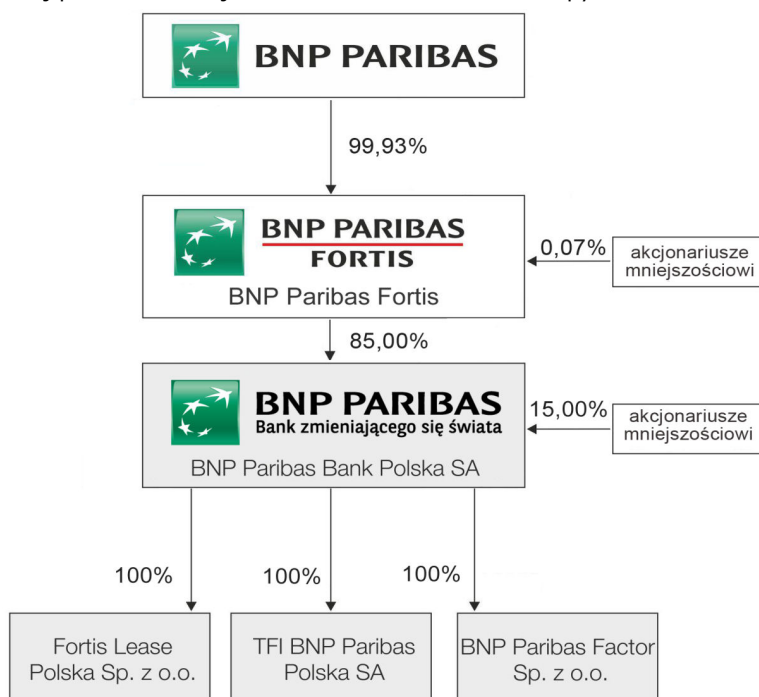 BNP PARIBAS
99,93%
BNP PARIBAS
FORTIS
BNP Paribas Fortis
0,07%
akcjonariusze
mniejszościowi
85,00%
BNP PARIBAS
Bank zmieniającego się świata
BNP Paribas Bank Polska SA
15,00%
akcjonariusze
mniejszościowi
100%
100%
100%
Fortis Lease
Polska Sp. z o.o.
TFI BNP Paribas
Polska SA
BNP Paribas Factor
Sp. z o.o.